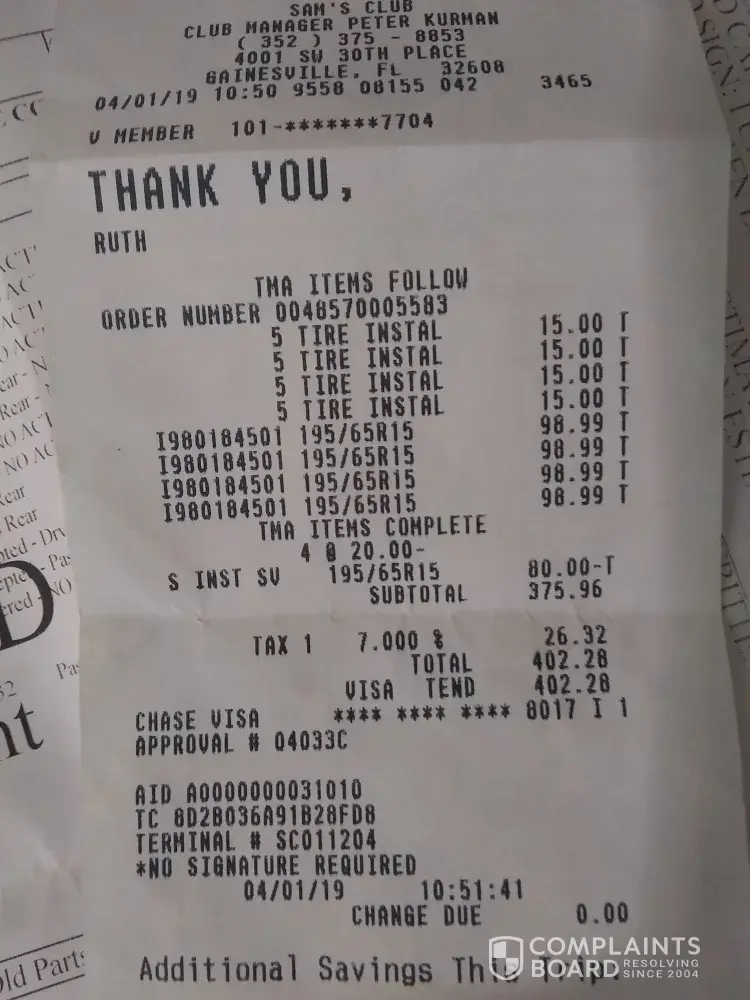 SAM'S CLUB
CLUB MANAGER PETER KURMAN
( 352 ) 375 - 8853
4001 SW 30TH PLACE
GAINESVILLE, FL 32608
04/01/19 10:50 9558 08155 042 3465
V MEMBER 101-*******7704
THANK YOU,
RUTH
TMA ITEMS FOLLOW
ORDER NUMBER 0048570005583
5 TIRE INSTAL 15.00 T
5 TIRE INSTAL 15.00 T
5 TIRE INSTAL 15.00 T
5 TIRE INSTAL 15.00 T
I980184501 195/65R15 98.99 T
I980184501 195/65R15 98.99 T
I980184501 195/65R15 98.99 T
I980184501 195/65R15 98.99 T
TMA ITEMS COMPLETE
4 @ 20.00-
S INST SV 195/65R15 80.00-T
SUBTOTAL 375.96
TAX 1 7.000 % 26.32
TOTAL 402.28
VISA TEND 402.28
CHASE VISA **** **** **** 8017 I 1
APPROVAL # 04033C
AID A0000000031010
TC 8D2B036A91B28FD8
TERMINAL # SC011204
*NO SIGNATURE REQUIRED
04/01/19 10:51:41
CHANGE DUE 0.00
Additional Savings This Trip:
COMPLAINTS
BOARD RESOLVING
SINCE 2004
Old Parts